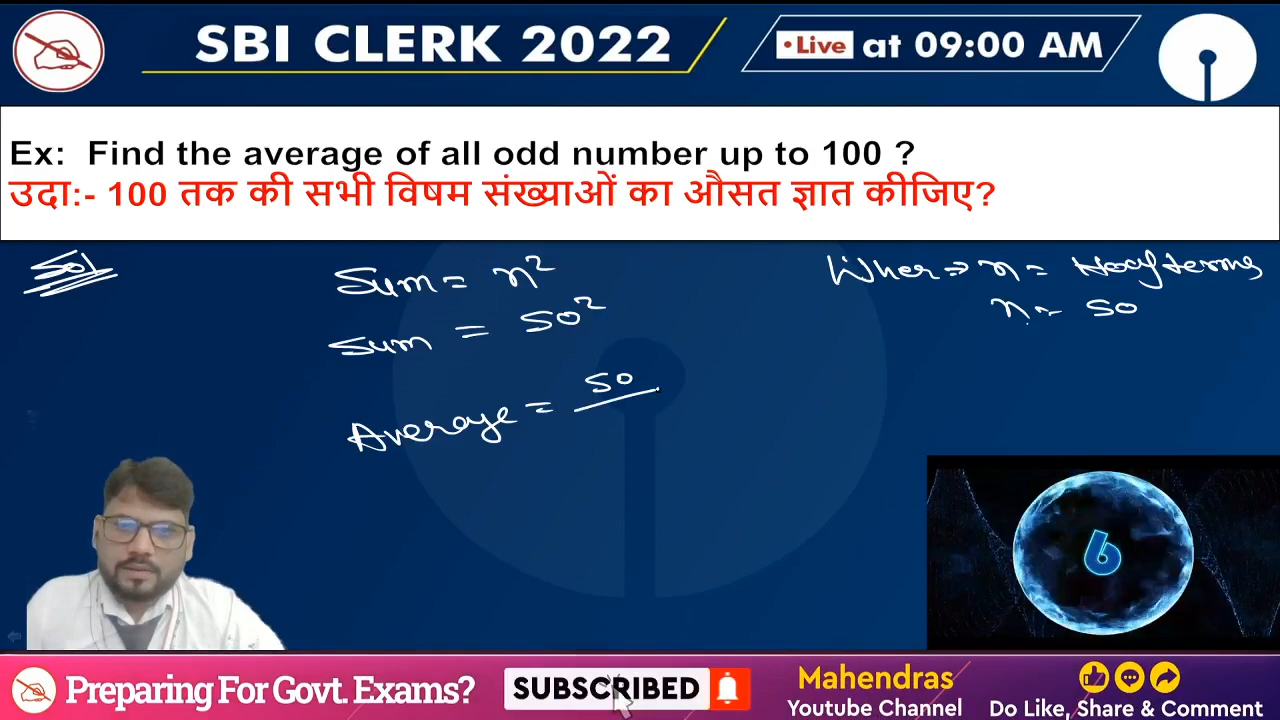 SBI CLERK 2022
•Live at 09:00 AM
Ex: Find the average of all odd number up to 100 ?
उदा:- 100 तक की सभी विषम संख्याओं का औसत ज्ञात कीजिए?
Sol
Sum = n²
Wher ⇒ n = No of terms
n = 50
Sum = 50²
Average = 50
6
Preparing For Govt. Exams?
SUBSCRIBED
Mahendras
Youtube Channel
Do Like, Share & Comment